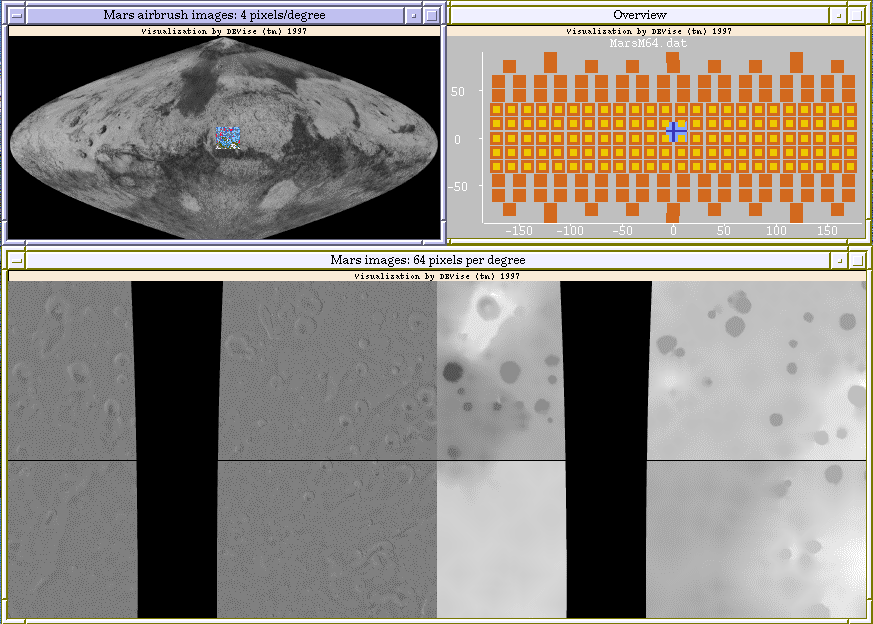 Mars airbrush images: 4 pixels/degree
Visualization by DEVise (tm) 1997
Overview
Visualization by DEVise (tm) 1997
MarsM64.dat
50
0
-50
-150 -100 -50 0 50 100 150
Mars images: 64 pixels per degree
Visualization by DEVise (tm) 1997